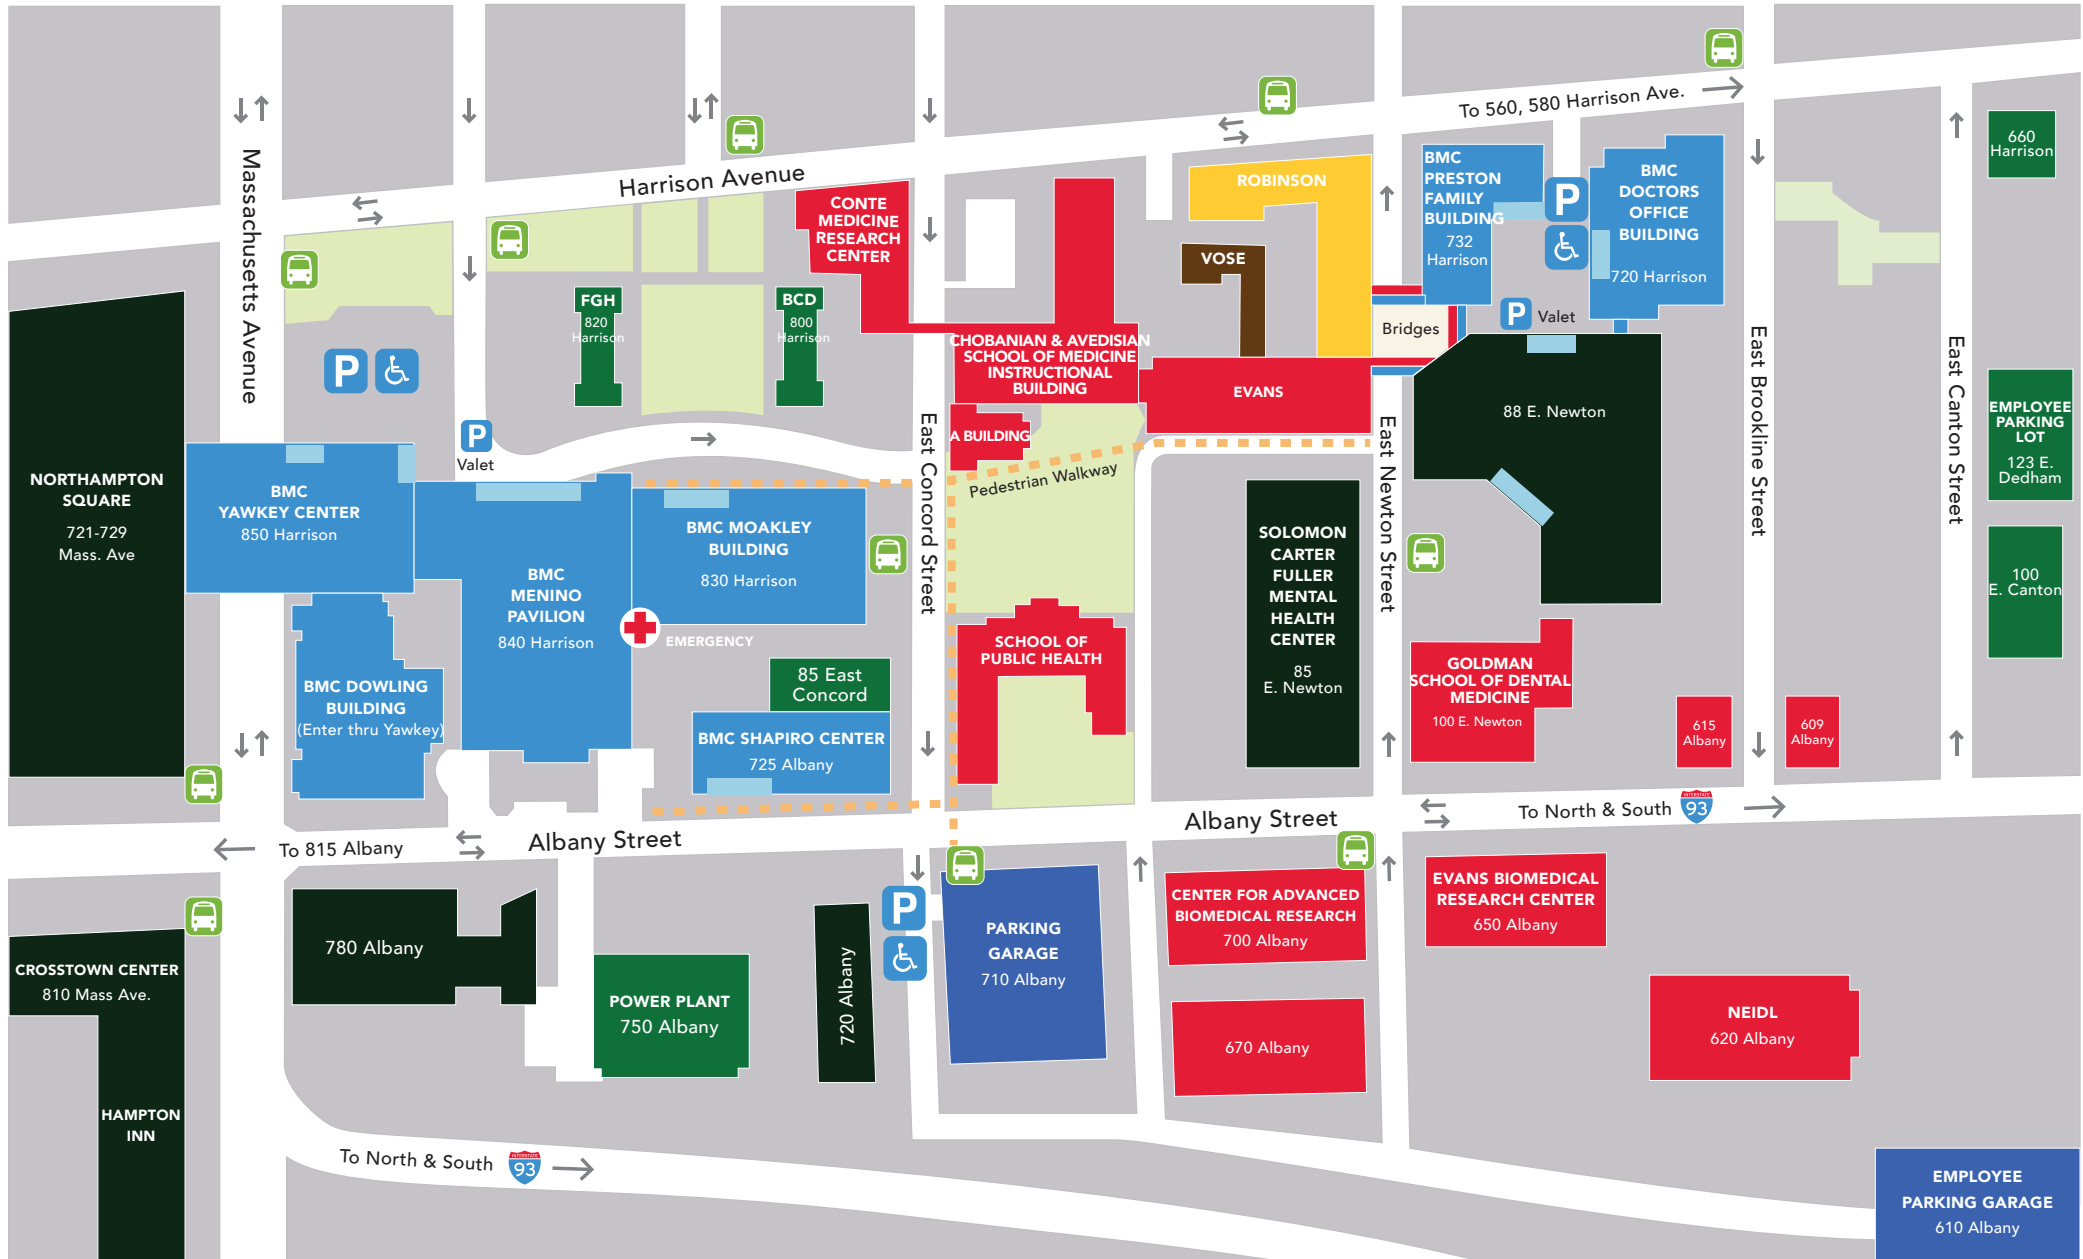 To 560, 580 Harrison Ave.
660
Harrison
Massachusetts Avenue
Harrison Avenue
CONTE
MEDICINE
RESEARCH
CENTER
ROBINSON
BMC
PRESTON
FAMILY
BUILDING
732
Harrison
P
BMC
DOCTORS
OFFICE
BUILDING
720 Harrison
VOSE
FGH
820
Harrison
BCD
800
Harrison
P
Valet
Bridges
CHOBANIAN & AVEDISIAN
SCHOOL OF MEDICINE
INSTRUCTIONAL
BUILDING
EVANS
88 E. Newton
East Brookline Street
East Canton Street
EMPLOYEE
PARKING
LOT
123 E.
Dedham
P
P
Valet
A BUILDING
Pedestrian Walkway
East Concord Street
East Newton Street
NORTHAMPTON
SQUARE
721-729
Mass. Ave
BMC
YAWKEY CENTER
850 Harrison
BMC MOAKLEY
BUILDING
830 Harrison
BMC
MENINO
PAVILION
840 Harrison
EMERGENCY
SOLOMON
CARTER
FULLER
MENTAL
HEALTH
CENTER
85
E. Newton
100
E. Canton
SCHOOL OF
PUBLIC HEALTH
85 East
Concord
BMC DOWLING
BUILDING
(Enter thru Yawkey)
BMC SHAPIRO CENTER
725 Albany
GOLDMAN
SCHOOL OF DENTAL
MEDICINE
100 E. Newton
615
Albany
609
Albany
To 815 Albany
Albany Street
Albany Street
To North & South
INTERSTATE
93
780 Albany
POWER PLANT
750 Albany
720 Albany
P
PARKING
GARAGE
710 Albany
CENTER FOR ADVANCED
BIOMEDICAL RESEARCH
700 Albany
EVANS BIOMEDICAL
RESEARCH CENTER
650 Albany
670 Albany
NEIDL
620 Albany
CROSSTOWN CENTER
810 Mass Ave.
HAMPTON
INN
To North & South
INTERSTATE
93
EMPLOYEE
PARKING GARAGE
610 Albany